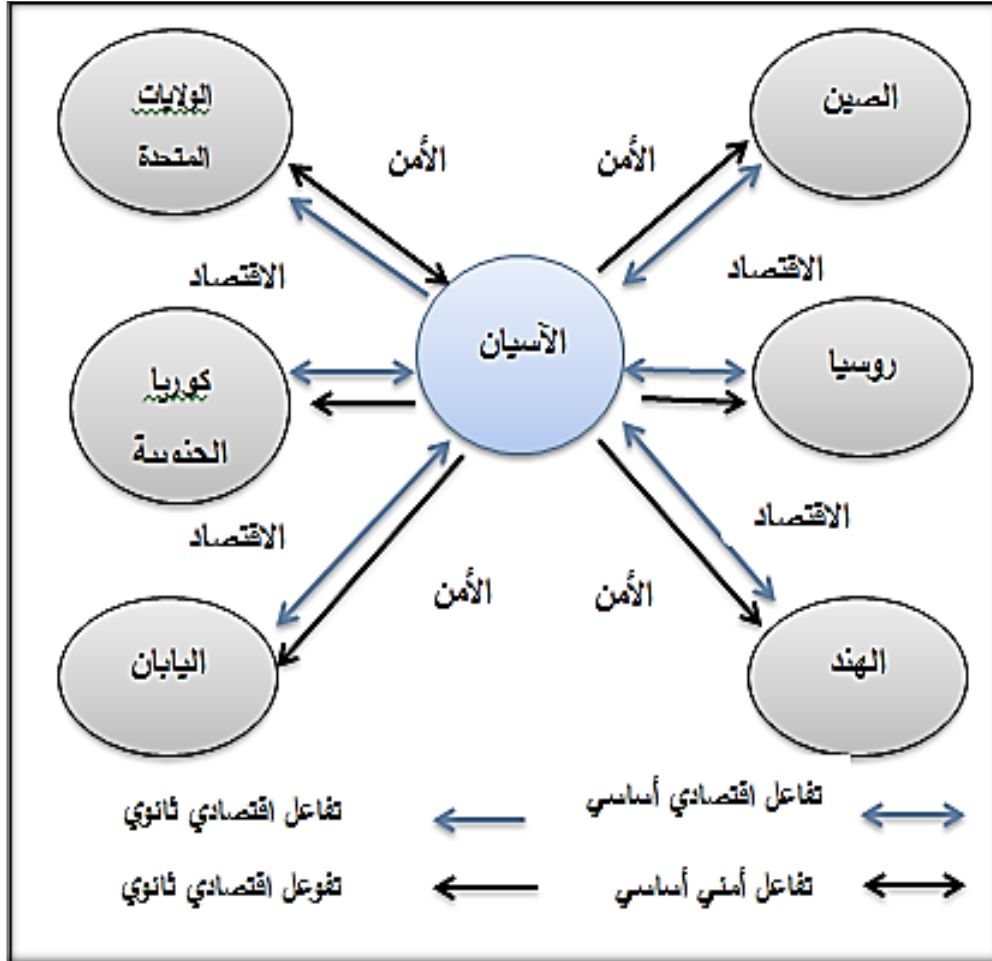 الولايات
المتحدة
الصين
الأمن
الأمن
الاقتصاد
الاقتصاد
الآسيان
كوريا
الجنوبية
روسيا
الاقتصاد
الاقتصاد
الأمن
الأمن
اليابان
الهند
تفاعل اقتصادي أساسي
تفاعل اقتصادي ثانوي
تفاعل أمني أساسي
تفوعل اقتصادي ثانوي